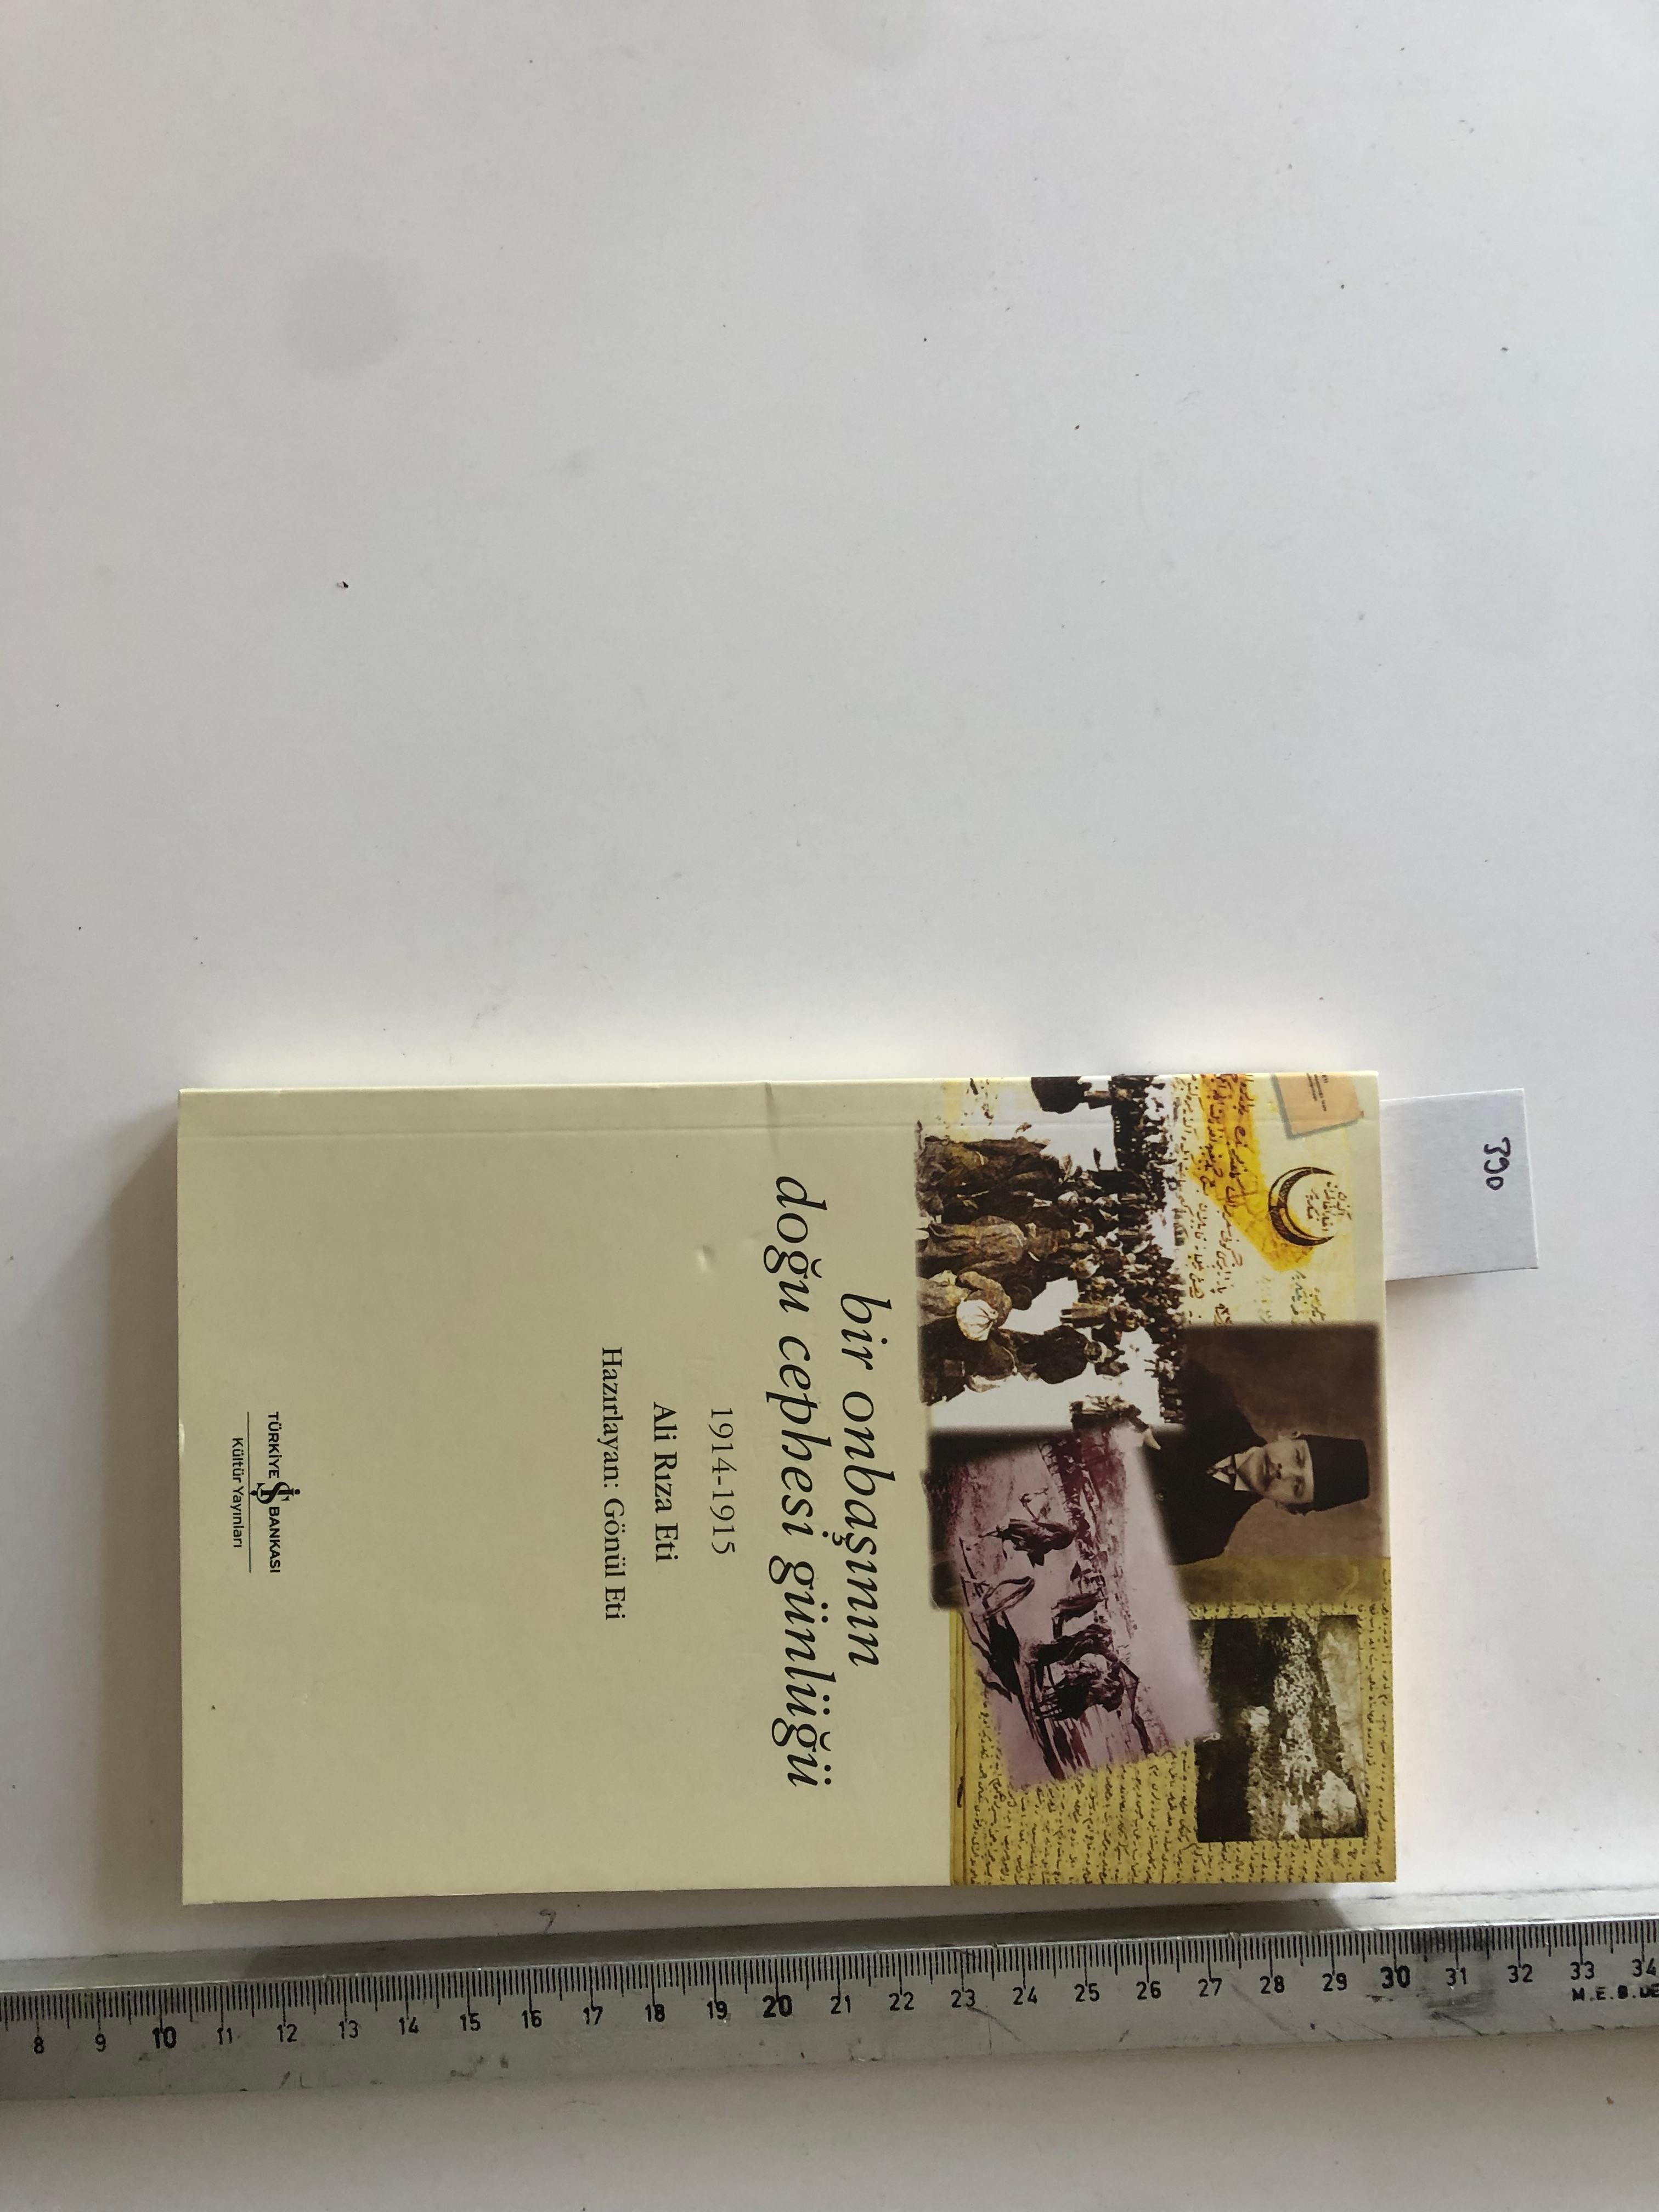 390
bir onbaşının
doğu cephesi günlüğü
1914-1915
Ali Rıza Eti
Hazırlayan: Gönül Eti
TÜRKİYE İŞ BANKASI
Kültür Yayınları
8 9 10 11 12 13 14 15 16 17 18 19 20 21 22 23 24 25 26 27 28 29 30 31 32 33 34
M.E.B.DE